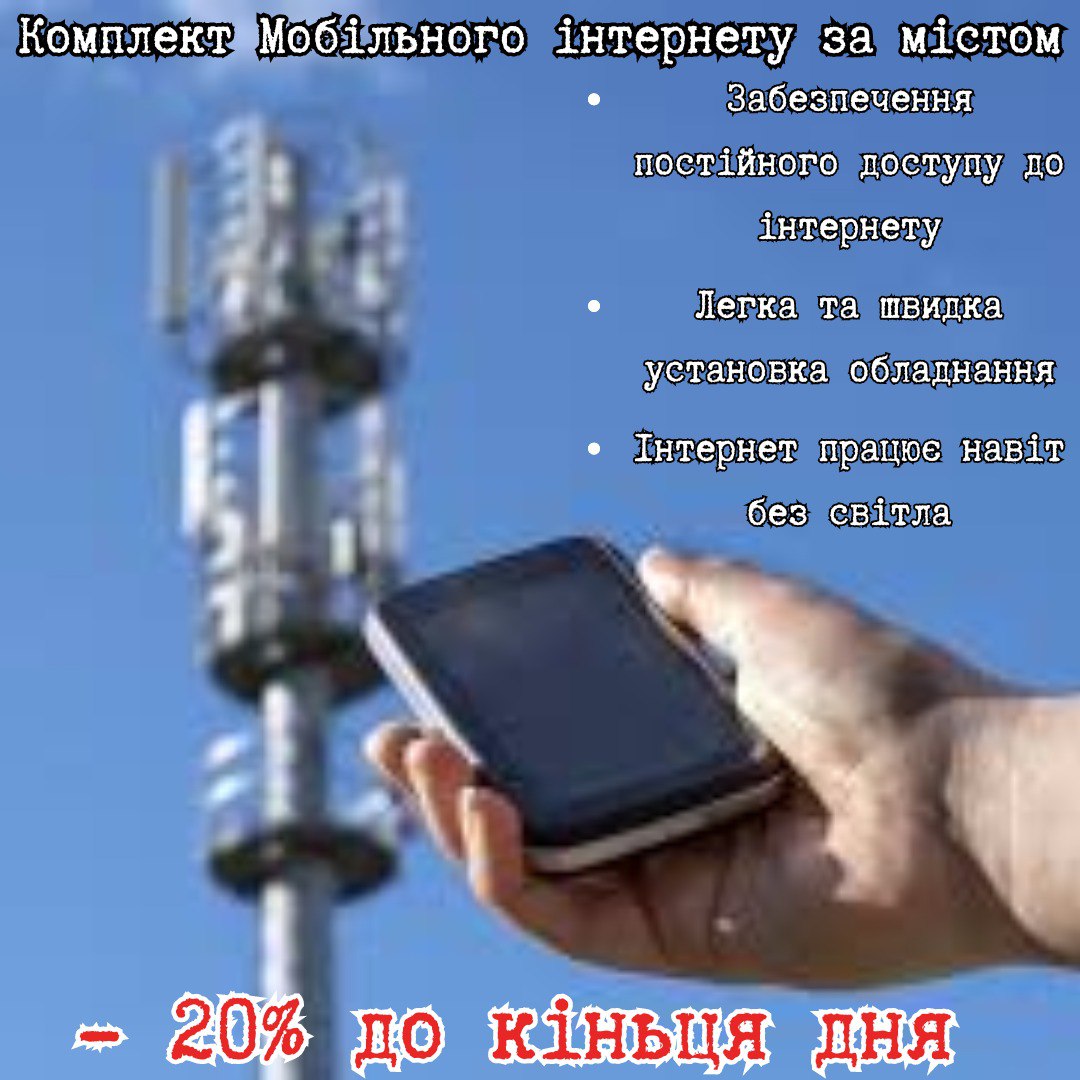 Комплект Мобільного інтернету за містом
• Забезпечення
постійного доступу до
інтернету
• Легка та швидка
установка обладнання
• Інтернет працює навіт
без світла
- 20% до кіньця дня